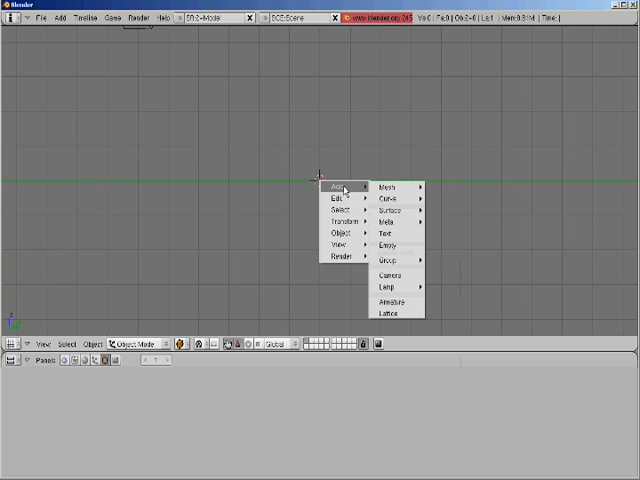 Blender
File Add Timeline Game Render Help SR:2-Model SCE:Scene www.blender.org 245 Ve:0 | Fa:0 | Ob:2-0 | La:1 | Mem:0.81M | Time: |
Add
Edit
Select
Transform
Object
View
Render
Mesh
Curve
Surface
Meta
Text
Empty
Group
Camera
Lamp
Armature
Lattice
View Select Object Object Mode Global
Panels 1